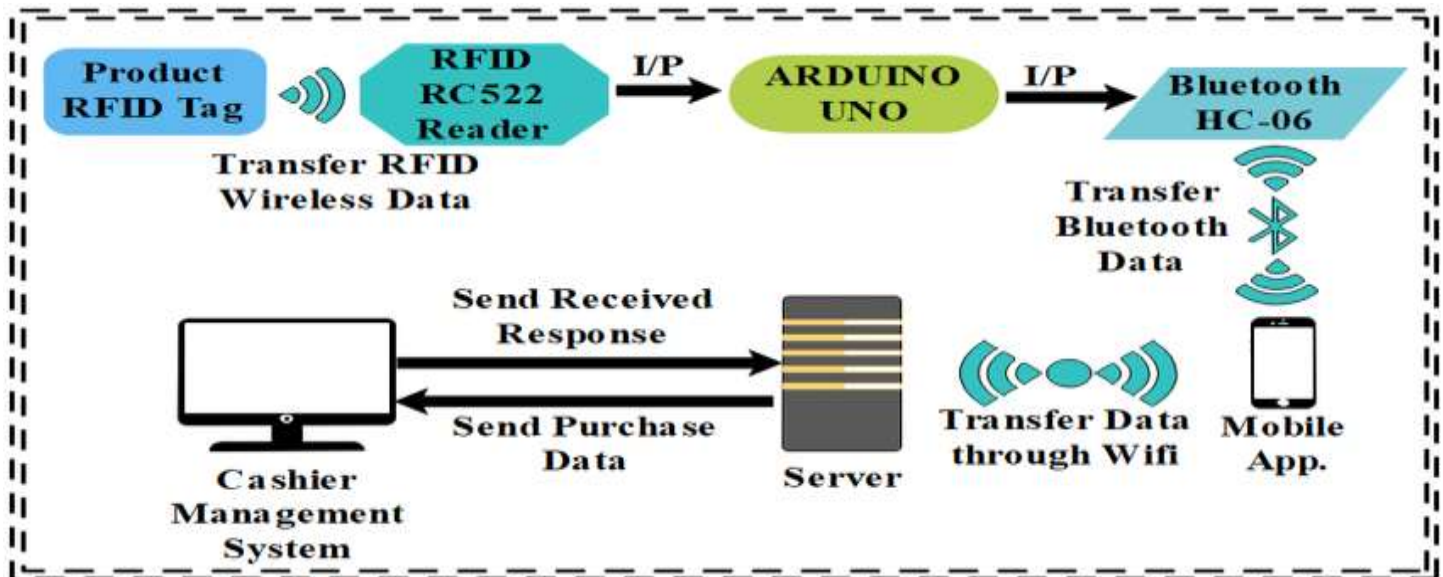 Product
RFID Tag
RFID
RC522
Reader
I/P
ARDUINO
UNO
I/P
Bluetooth
HC-06
Transfer RFID
Wireless Data
Transfer
Bluetooth
Data
Send Received
Response
Send Purchase
Data
Cashier
Management
System
Server
Transfer Data
through Wifi
Mobile
App.